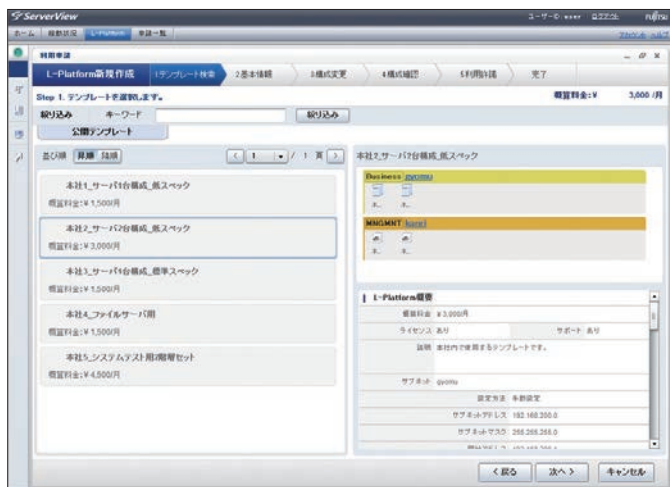 ServerView
ユーザID: user ログアウト FUJITSU
ホーム 稼動状況 L-Platform 申請一覧
ヘルプ
利用申請
L-Platform新規作成 1テンプレート検索 2基本情報 3構成変更 4構成確認 5利用許諾 完了
Step 1. テンプレートを選択します。 概算料金:¥ 3,000 /月
絞り込み キーワード 絞り込み
公開テンプレート
並び順 昇順 降順 1 / 1 頁
本社1_サーバ1台構成_低スペック
概算料金:¥ 1,500/月
本社2_サーバ2台構成_低スペック
概算料金:¥ 3,000/月
本社3_サーバ1台構成_標準スペック
概算料金:¥ 1,500/月
本社4_ファイルサーバ用
概算料金:¥ 1,500/月
本社5_システムテスト用2階層セット
概算料金:¥ 4,500/月
本社2_サーバ2台構成_低スペック
Business gyomu
MNGMNT kanri
L-Platform概要
概算料金 ¥3,000/月
ライセンス あり サポート あり
説明 本社内で使用するテンプレートです。
サブネット gyomu
設定方法 手動設定
サブネットアドレス 192.168.200.0
サブネットマスク 255.255.255.0
< 戻る 次へ > キャンセル